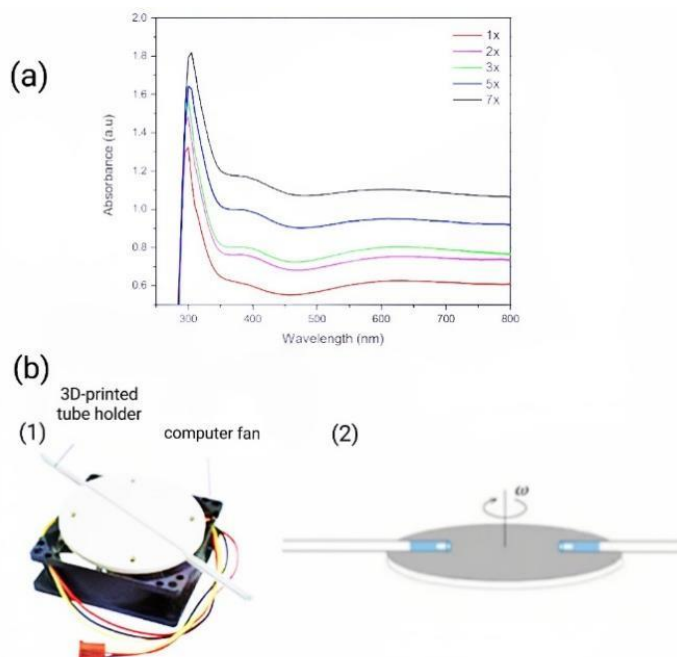 (a)
2.0
1.8
1.6
1.4
1.2
1.0
0.8
0.6
Absorbance (a.u)
1x
2x
3x
5x
7x
300 400 500 600 700 800
Wavelength (nm)
(b)
3D-printed
tube holder
(1)
computer fan
(2)
ω